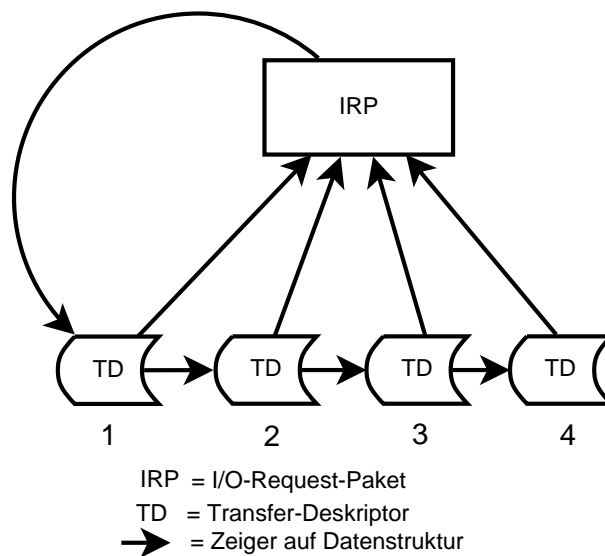 IRP
TD TD TD TD
1 2 3 4
IRP = I/O-Request-Paket
TD = Transfer-Deskriptor
= Zeiger auf Datenstruktur